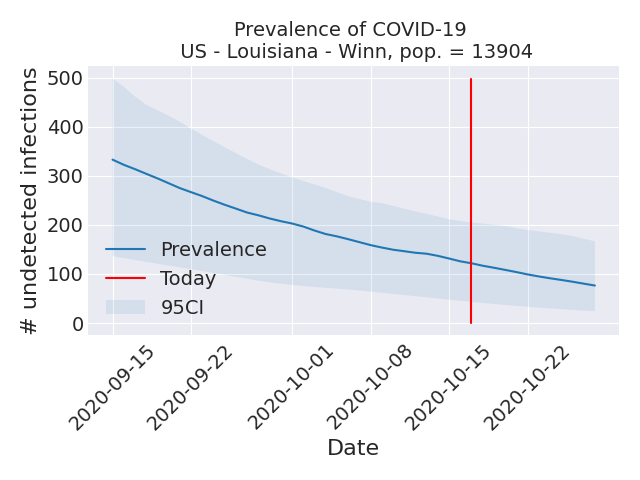 Prevalence of COVID-19
US - Louisiana - Winn, pop. = 13904
# undetected infections
500
400
300
200
100
0
Prevalence
Today
95CI
2020-09-15
2020-09-22
2020-10-01
2020-10-08
2020-10-15
2020-10-22
Date